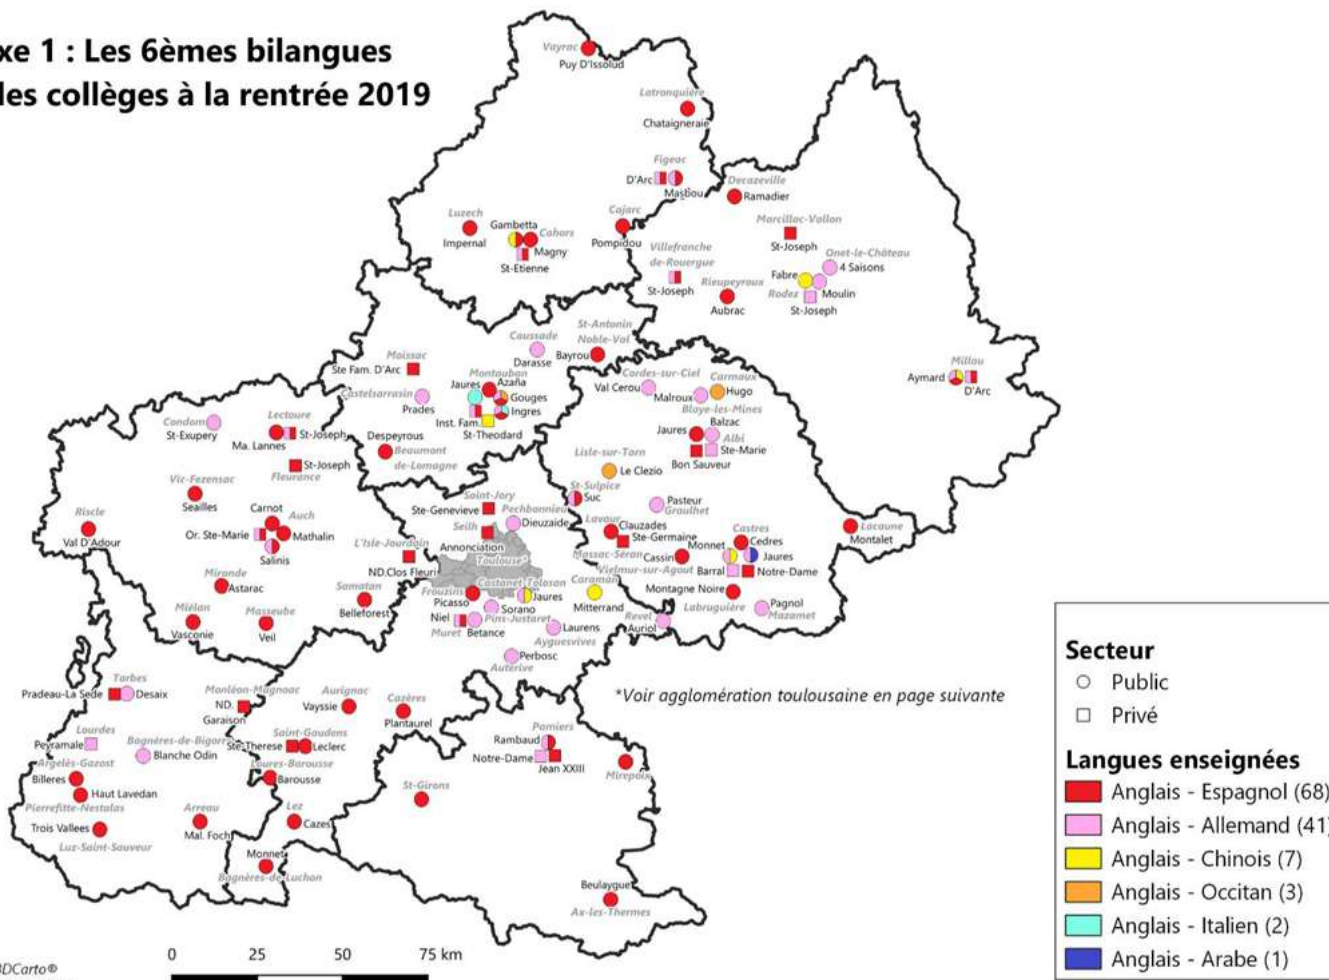 xe 1 : Les 6èmes bilangues
les collèges à la rentrée 2019
Vayrac
Puy D'Issolud
Latronquière
Chataigneraie
Figeac
D'Arc
Masbou
Decazeville
Ramadier
Luzech
Impernal
Gambetta
Cahors
Magny
St-Etienne
Cajarc
Pompidou
Marcillac-Vallon
St-Joseph
Villefranche
de-Rouergue
St-Joseph
Onet-le-Château
4 Saisons
Fabre
Moulin
Rodez
St-Joseph
Rieupeyroux
Aubrac
St-Antonin
Noble-Val
Bayrou
Caussade
Darasse
Moissac
Ste Fam. D'Arc
Montauban
Jaures
Azaña
Gouges
Ingres
Inst. Fam.
St-Theodard
Castelsarrasin
Prades
Cordes-sur-Ciel
Val Cerou
Carmaux
Hugo
Malroux
Blaye-les-Mines
Balzac
Jaures
Albi
Ste-Marie
Bon Sauveur
Millau
Aymard
D'Arc
Condom
St-Exupery
Lectoure
Ma. Lannes
St-Joseph
St-Joseph
Fleurance
Despeyrous
Beaumont
de-Lomagne
Lisle-sur-Tarn
Le Clezio
Vic-Fezensac
Seailles
St-Sulpice
Suc
Pasteur
Graulhet
Riscle
Val D'Adour
Carnot
Auch
Or. Ste-Marie
Mathalin
Salinis
Saint-Jory
Ste-Genevieve
Pechbonnieu
Dieuzaide
Seilh
Annonciation
Toulouse*
Lavaur
Clauzades
Ste-Germaine
Massac-Séran
Cassin
Vielmur-sur-Agout
Castres
Cedres
Monnet
Jaures
Barral
Notre-Dame
Lacaune
Montalet
L'Isle-Jourdain
ND.Clos Fleuri
Mirande
Astarac
Samatan
Belleforest
Frouzins
Picasso
Castanet-Tolosan
Jaures
Caraman
Mitterrand
Montagne Noire
Labruguière
Pagnol
Mazamet
Miélan
Vasconie
Masseube
Veil
Niel
Sorano
Pins-Justaret
Muret
Betance
Laurens
Ayguesvives
Revel
Auriol
Perbosc
Auterive
Tarbes
Pradeau-La Sede
Desaix
Monléon-Magnoac
ND.
Garaison
Aurignac
Vayssie
Cazères
Plantaurel
*Voir agglomération toulousaine en page suivante
Lourdes
Peyramale
Bagnères-de-Bigorre
Blanche Odin
Saint-Gaudens
Ste-Therese
Leclerc
Pamiers
Rambaud
Notre-Dame
Jean XXIII
Mirepoix
Argelès-Gazost
Billeres
Haut Lavedan
Pierrefitte-Nestalas
Loures-Barousse
Barousse
St-Girons
Trois Vallees
Luz-Saint-Sauveur
Arreau
Mal. Foch
Lez
Cazes
Monnet
Bagnères-de-Luchon
Beulaygue
Ax-les-Thermes
Secteur
Public
Privé
Langues enseignées
Anglais - Espagnol (68)
Anglais - Allemand (41)
Anglais - Chinois (7)
Anglais - Occitan (3)
Anglais - Italien (2)
Anglais - Arabe (1)
0 25 50 75 km
BDCarto®